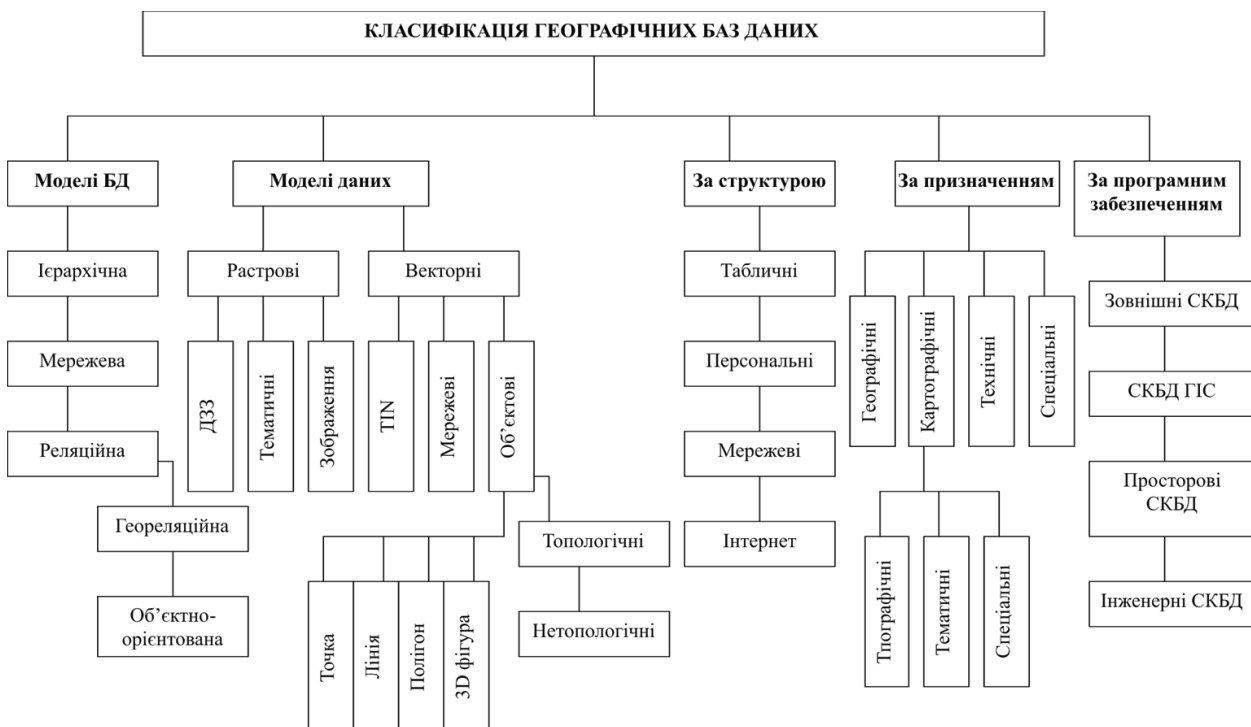 КЛАСИФІКАЦІЯ ГЕОГРАФІЧНИХ БАЗ ДАНИХ
Моделі БД
Ієрархічна
Мережева
Реляційна
Геореляційна
Об’єктно-
орієнтована
Моделі даних
Растрові
ДЗЗ
Тематичні
Зображення
Векторні
TIN
Мережеві
Об’єктові
Точка
Лінія
Полігон
3D фігура
Топологічні
Нетопологічні
За структурою
Табличні
Персональні
Мережеві
Інтернет
За призначенням
Географічні
Картографічні
Технічні
Спеціальні
Тпографічні
Тематичні
Спеціальні
За програмним
забезпеченням
Зовнішні СКБД
СКБД ГІС
Просторові
СКБД
Інженерні СКБД